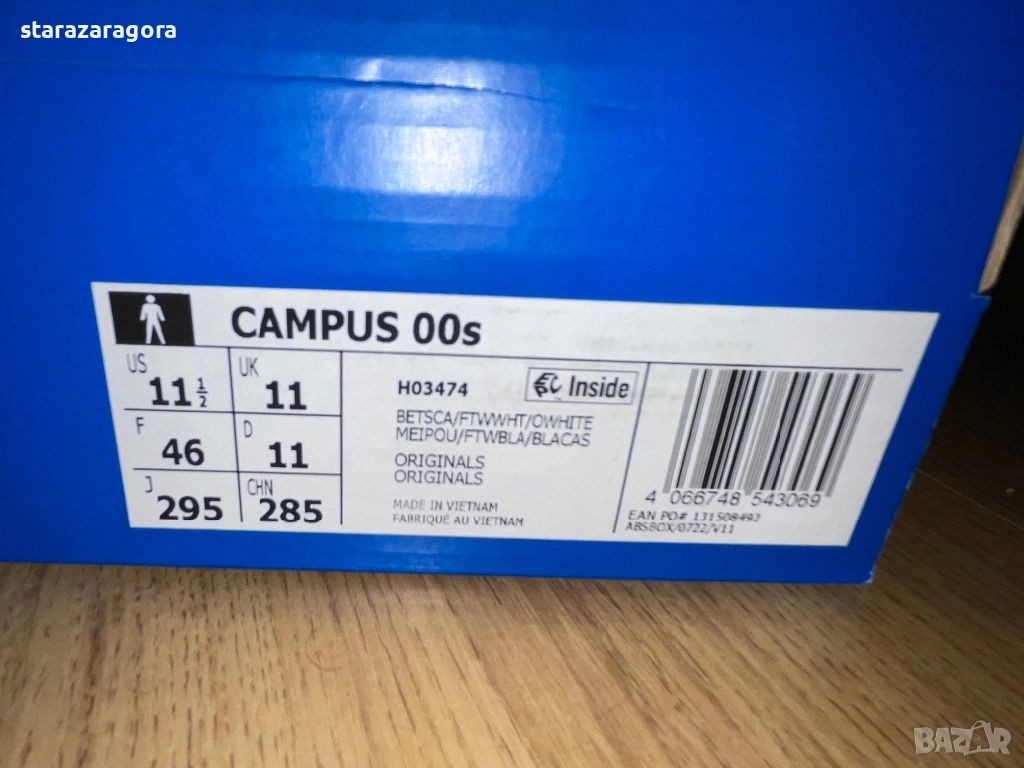 starazaragora
CAMPUS 00s
US 11 1/2
UK 11
F 46
D 11
J 295
CHN 285
H03474
Inside
BETSCA/FTWWHT/OWHITE
MEIPOU/FTWBLA/BLACAS
ORIGINALS
ORIGINALS
MADE IN VIETNAM
FABRIQUÉ AU VIETNAM
4 066748 543069
EAN PO# 131508492
ABSBOX/0722/V11
BAZAR